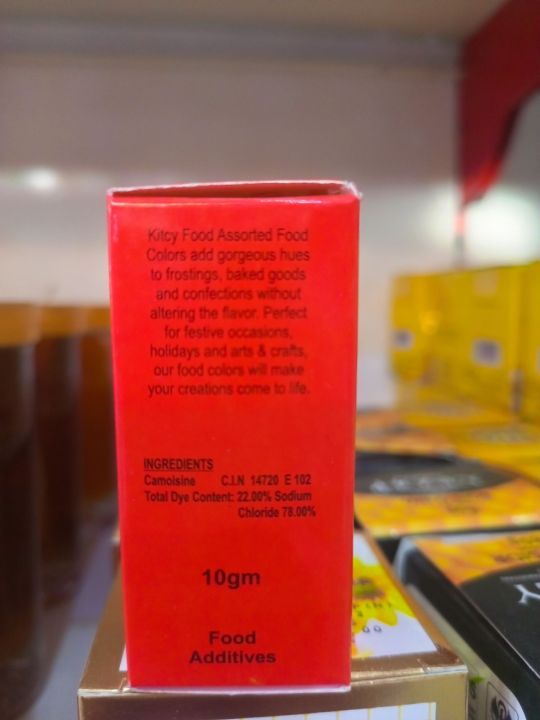 Kitcy Food Assorted Food
Colors add gorgeous hues
to frostings, baked goods
and confections without
altering the flavor. Perfect
for festive occasions,
holidays and arts & crafts,
our food colors will make
your creations come to life.
INGREDIENTS
Camoisine C.I.N 14720 E 102
Total Dye Content: 22.00% Sodium
Chloride 78.00%
10gm
Food
Additives